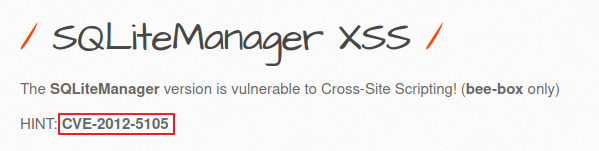 / SQLiteManager XSS /
The SQLiteManager version is vulnerable to Cross-Site Scripting! (bee-box only)
HINT: CVE-2012-5105